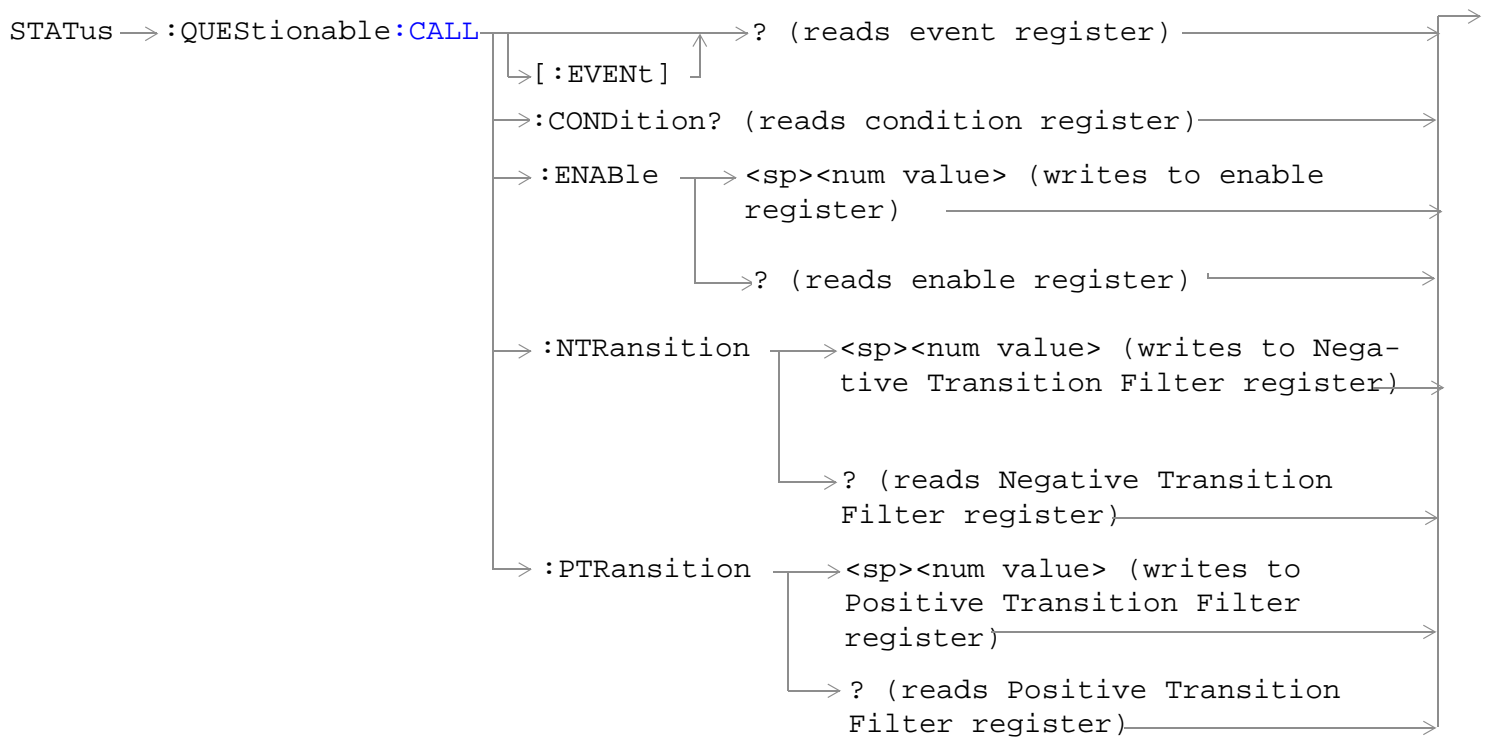 STATus :QUEStionable:CALL ? (reads event register)
[:EVENt]
:CONDition? (reads condition register)
:ENABle <sp><num value> (writes to enable
register)
? (reads enable register)
:NTRansition <sp><num value> (writes to Nega-
tive Transition Filter register)
? (reads Negative Transition
Filter register)
:PTRansition <sp><num value> (writes to
Positive Transition Filter
register)
? (reads Positive Transition
Filter register)